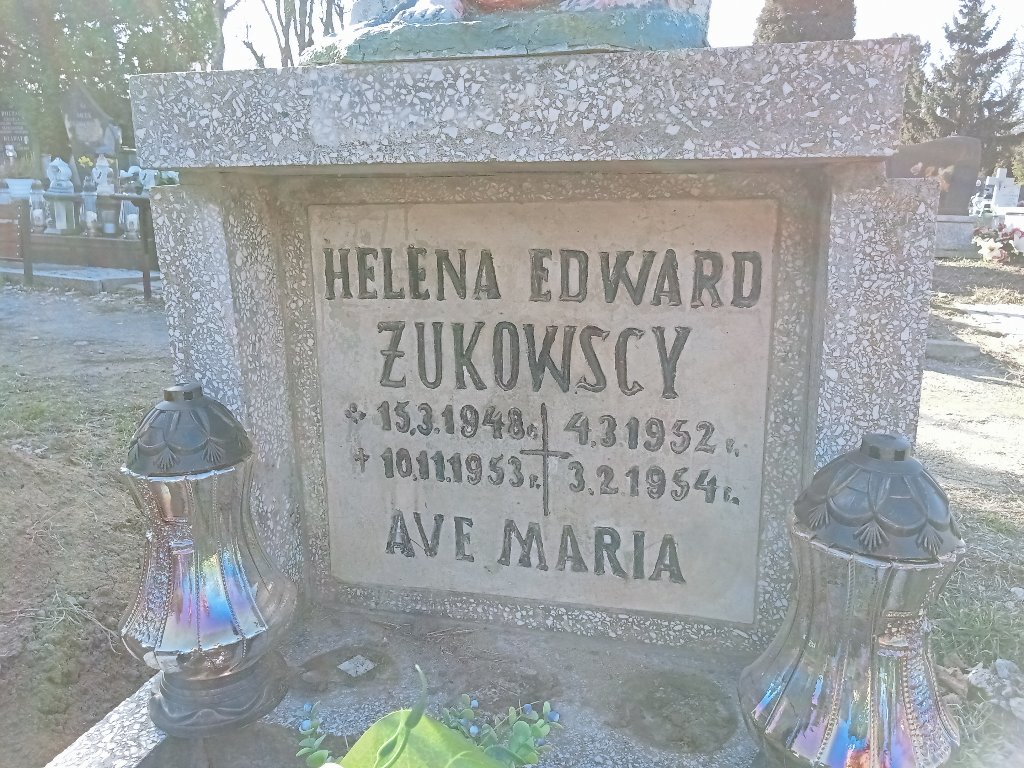 HELENA EDWARD
ŻUKOWSCY
* 15.3.1948 r. 4.3.1952 r.
+ 10.11.1953 r. 3.2.1954 r.
AVE MARIA